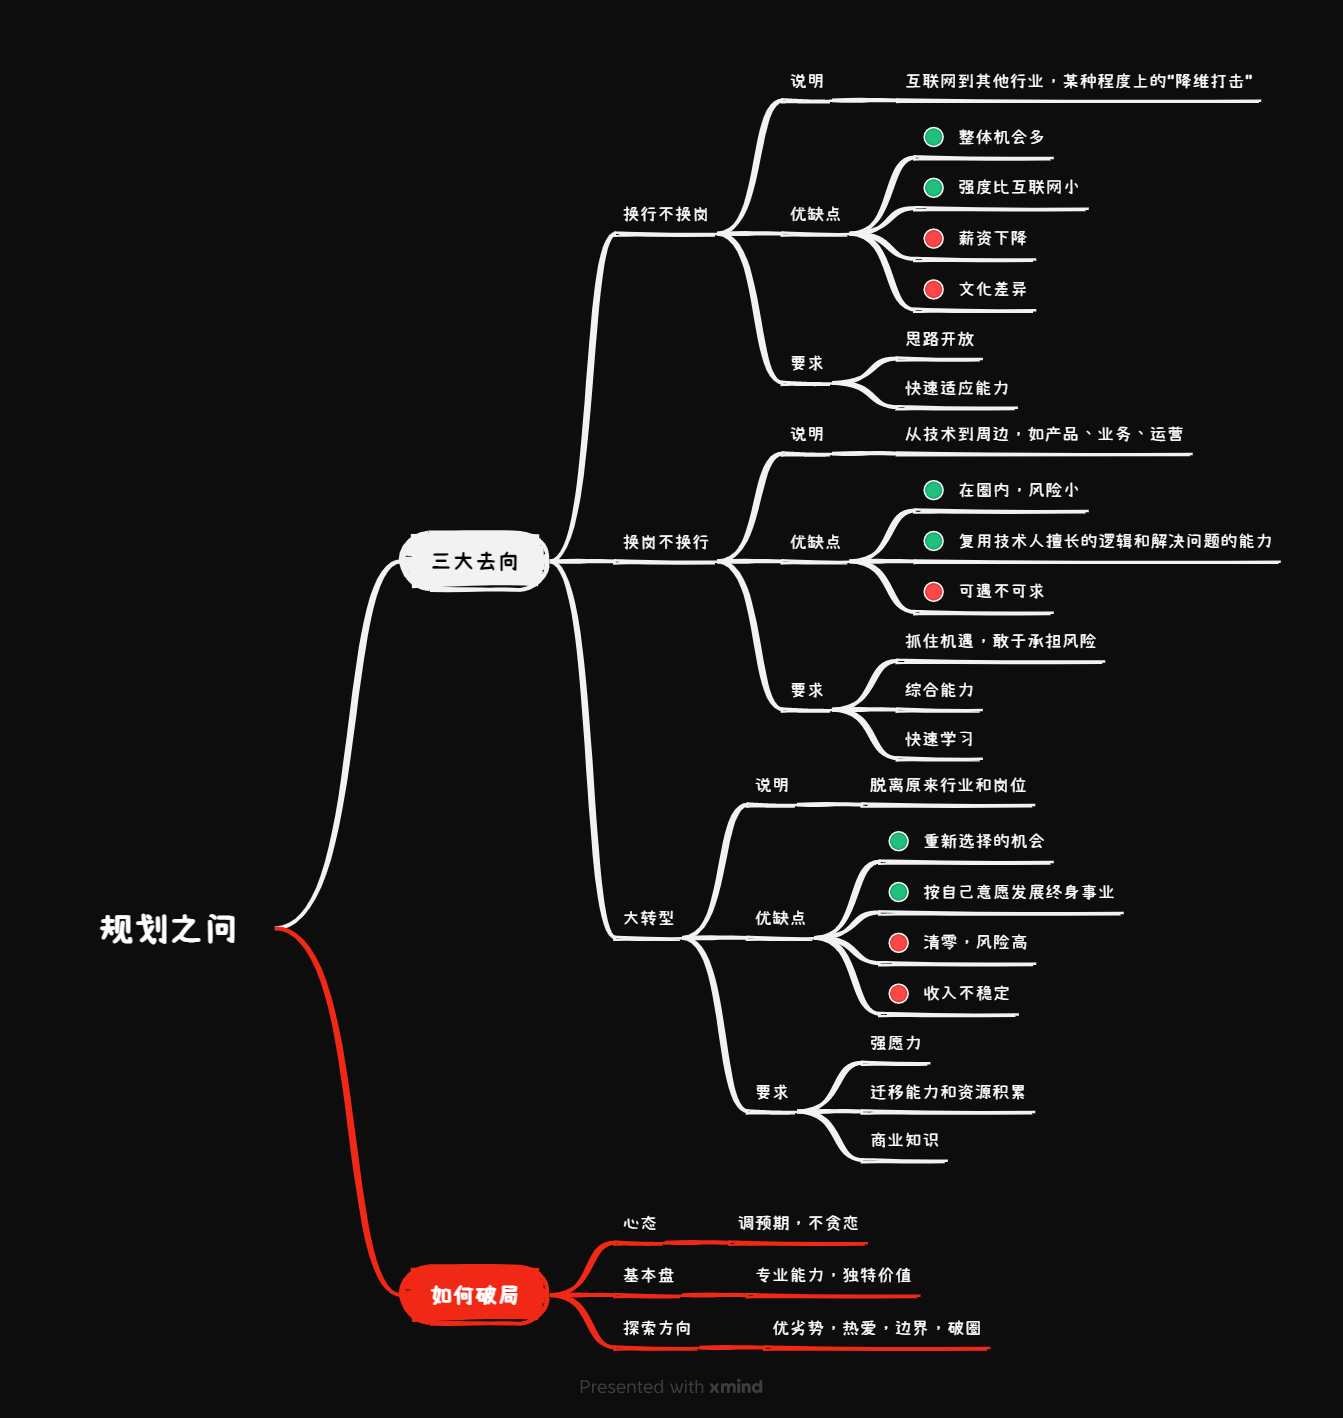 规划之问
三大去向
换行不换岗
说明
互联网到其他行业，某种程度上的"降维打击"
优缺点
整体机会多
强度比互联网小
薪资下降
文化差异
要求
思路开放
快速适应能力
换岗不换行
说明
从技术到周边，如产品、业务、运营
优缺点
在圈内，风险小
复用技术人擅长的逻辑和解决问题的能力
可遇不可求
要求
抓住机遇，敢于承担风险
综合能力
快速学习
大转型
说明
脱离原来行业和岗位
优缺点
重新选择的机会
按自己意愿发展终身事业
清零，风险高
收入不稳定
要求
强愿力
迁移能力和资源积累
商业知识
如何破局
心态
调预期，不贪恋
基本盘
专业能力，独特价值
探索方向
优劣势，热爱，边界，破圈
Presented with xmind